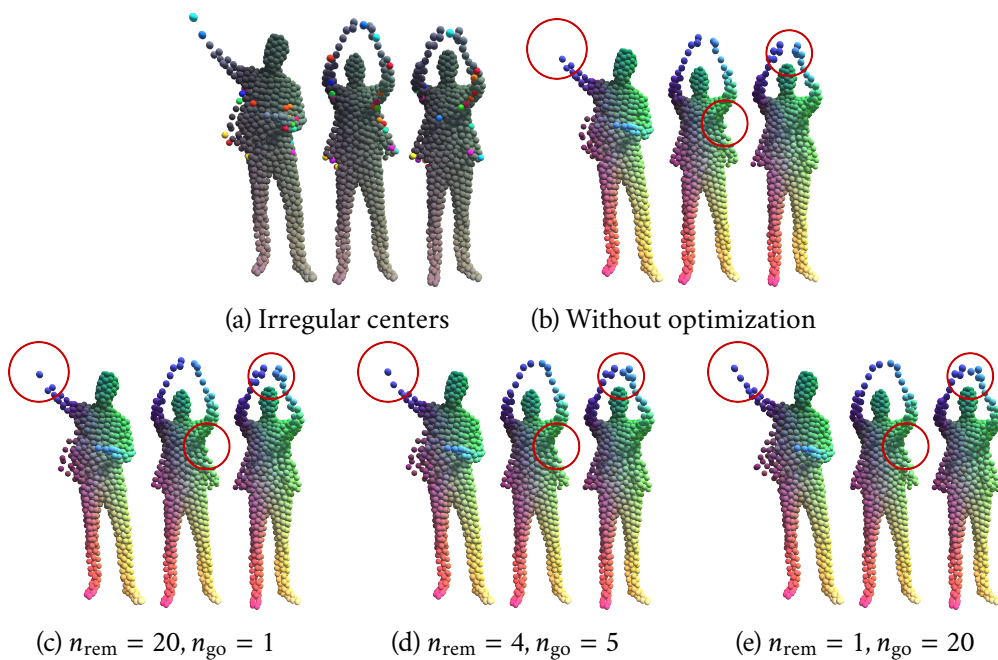 (a) Irregular centers
(b) Without optimization
(c) n_rem = 20, n_go = 1
(d) n_rem = 4, n_go = 5
(e) n_rem = 1, n_go = 20